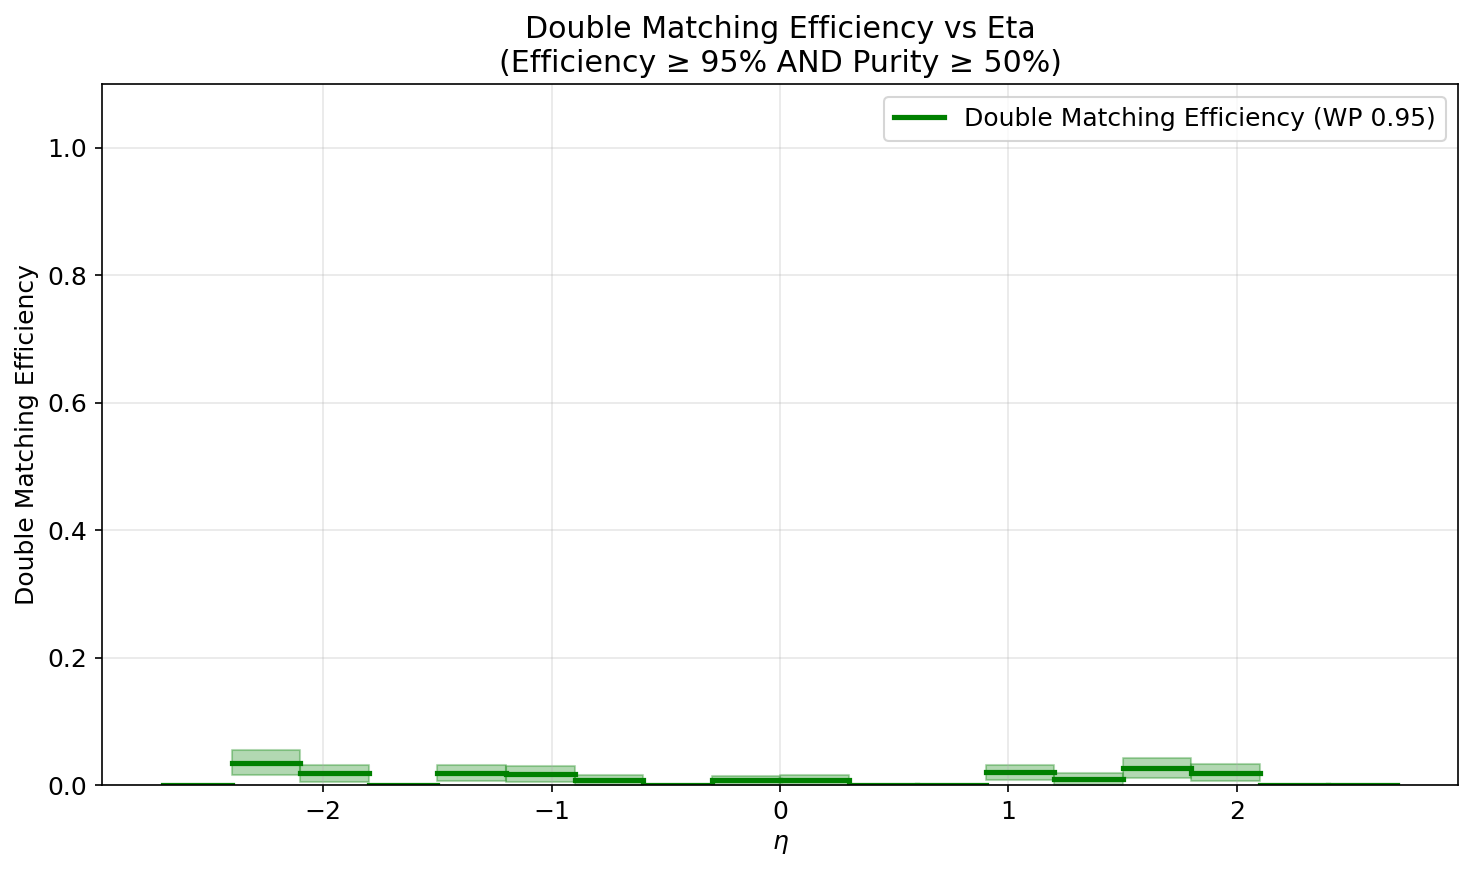 Double Matching Efficiency vs Eta
(Efficiency ≥ 95% AND Purity ≥ 50%)
Double Matching Efficiency (WP 0.95)
Double Matching Efficiency
1.0
0.8
0.6
0.4
0.2
0.0
−2
−1
0
1
2
η